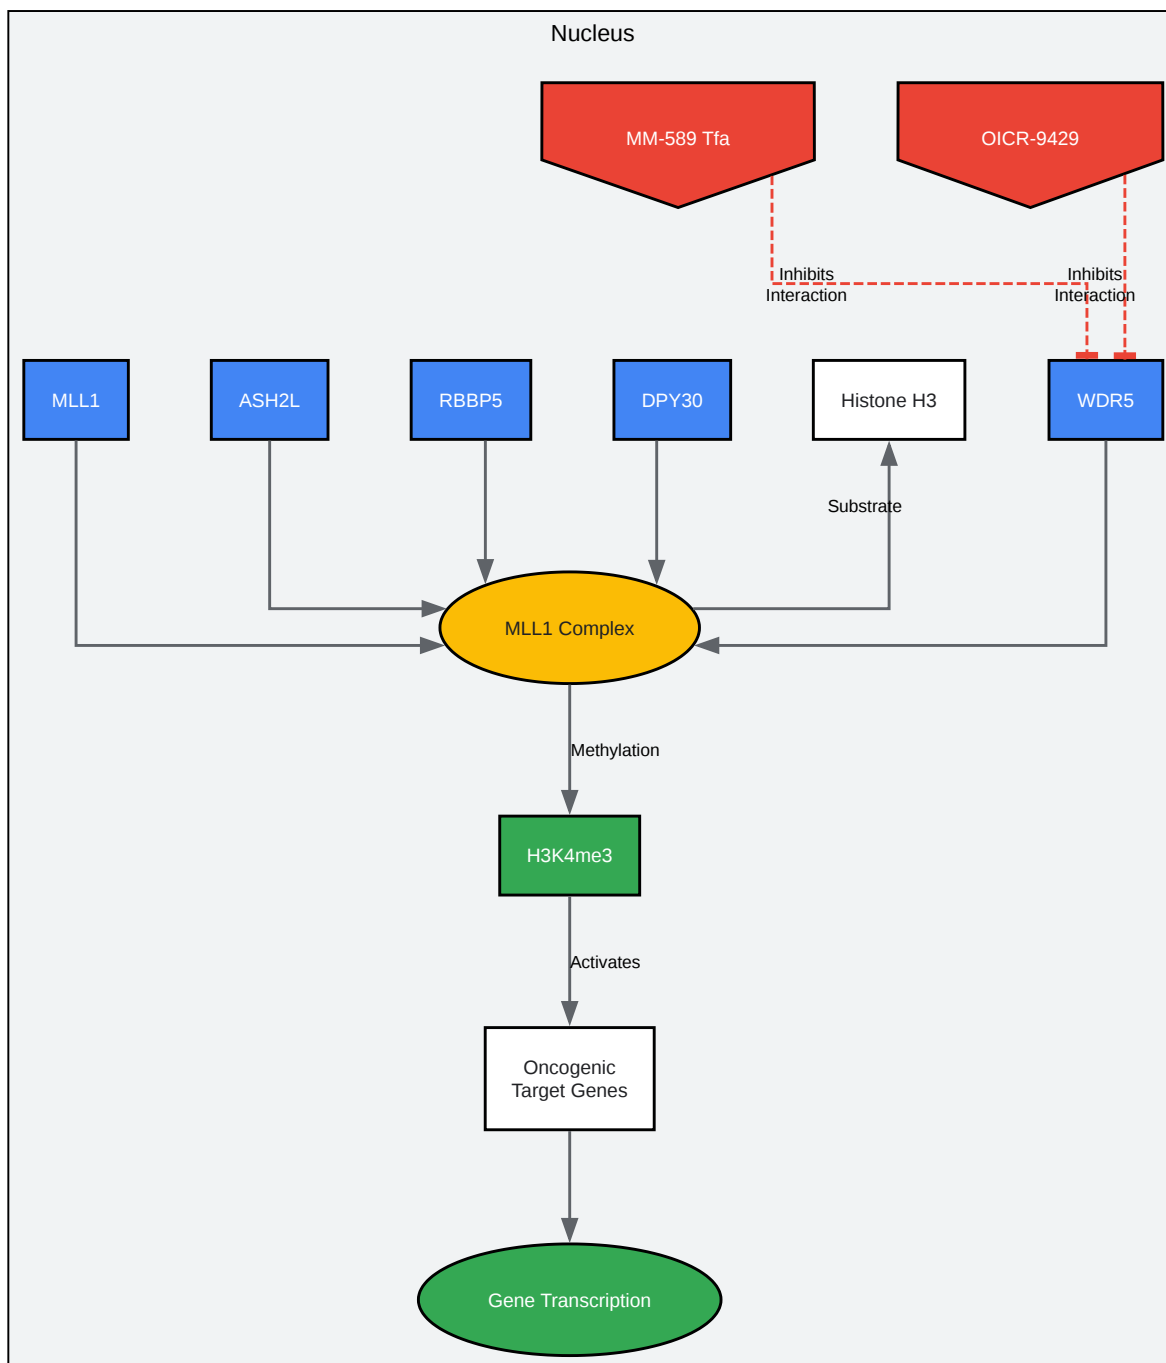 Nucleus
MM-589 Tfa
OICR-9429
Inhibits
Interaction
Inhibits
Interaction
MLL1
ASH2L
RBBP5
DPY30
Histone H3
WDR5
Substrate
MLL1 Complex
Methylation
H3K4me3
Activates
Oncogenic
Target Genes
Gene Transcription